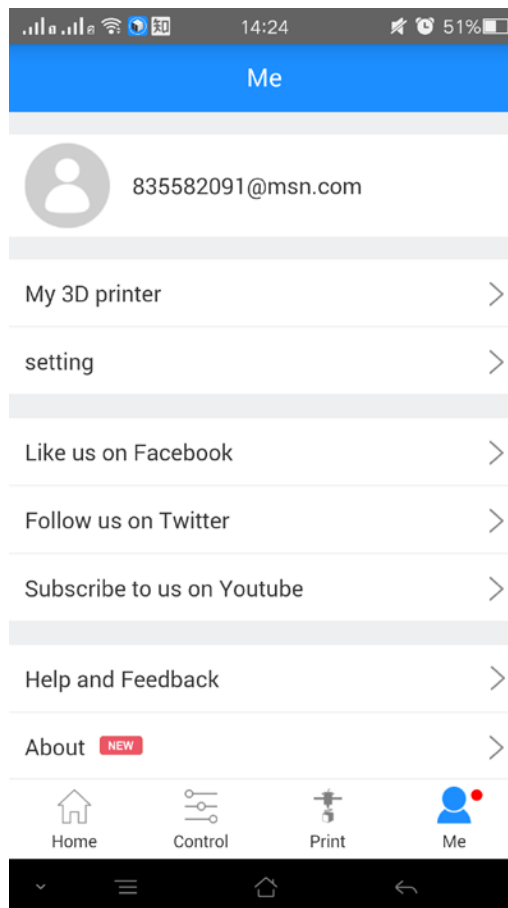 知 14:24 51%
Me
835582091@msn.com
My 3D printer
setting
Like us on Facebook
Follow us on Twitter
Subscribe to us on Youtube
Help and Feedback
About NEW
Home Control Print Me